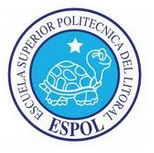 ESCUELA SUPERIOR POLITECNICA DEL LITORAL
ESPOL